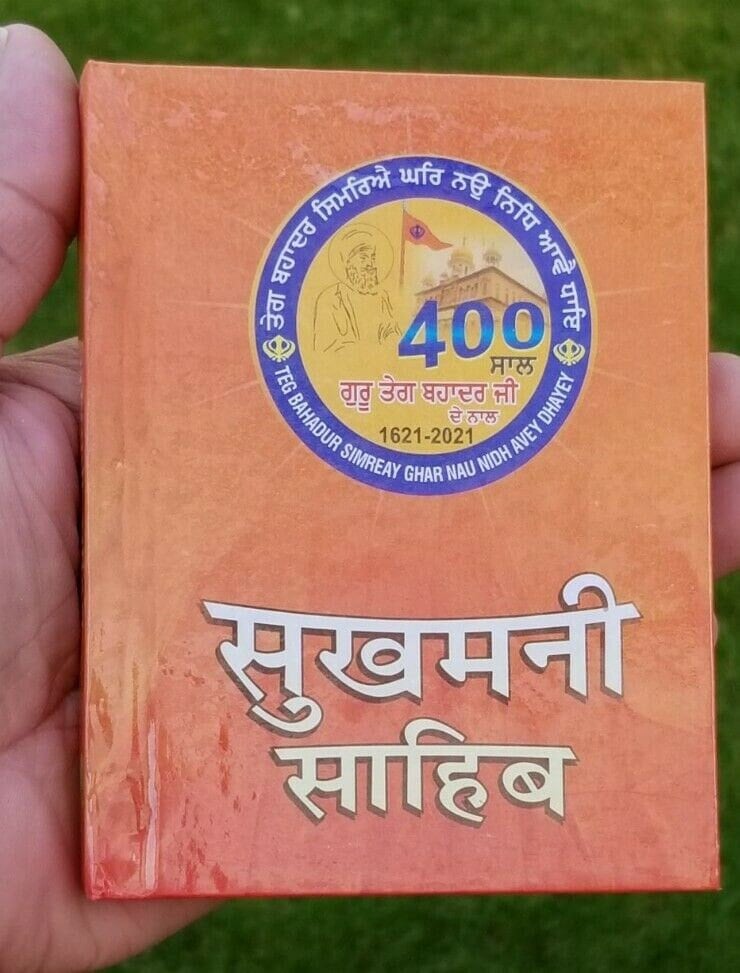 ਤੇਗ ਬਹਾਦਰ ਸਿਮਰਿਐ ਘਰਿ ਨਉ ਨਿਧਿ ਆਵੈ ਧਾਇ
400
ਸਾਲ
ਗੁਰੂ ਤੇਗ ਬਹਾਦਰ ਜੀ
ਦੇ ਨਾਲ
1621-2021
TEG BAHADUR SIMREAY GHAR NAU NIDH AVEY DHAYEY
सुखमनी
साहिब